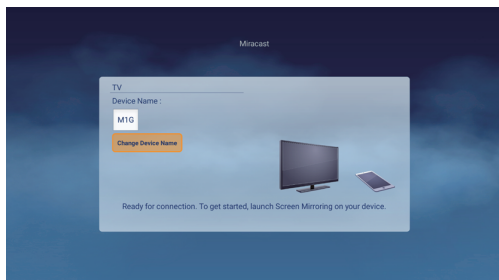 Miracast
TV
Device Name :
M1G
Change Device Name
Ready for connection. To get started, launch Screen Mirroring on your device.